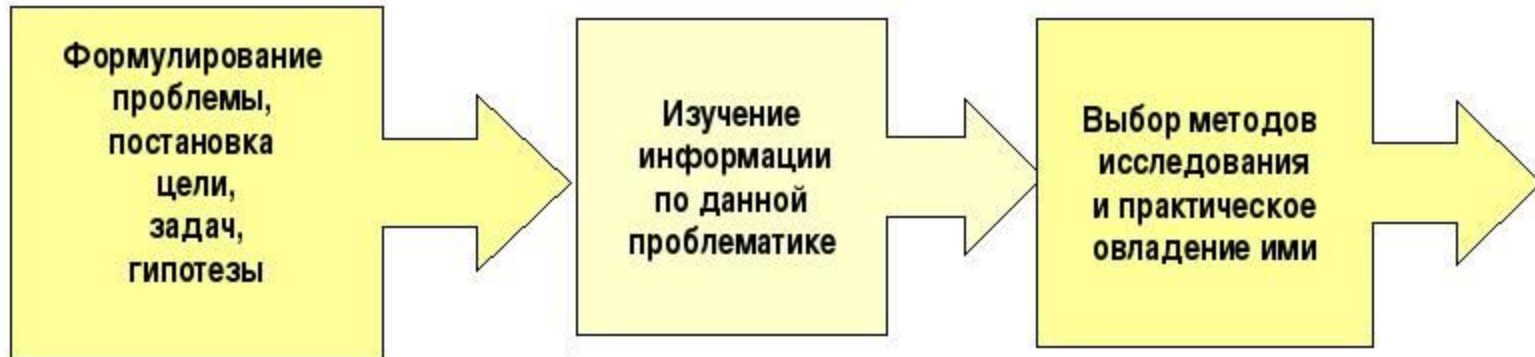 Формулирование
проблемы,
постановка
цели,
задач,
гипотезы
Изучение
информации
по данной
проблематике
Выбор методов
исследования
и практическое
овладение ими